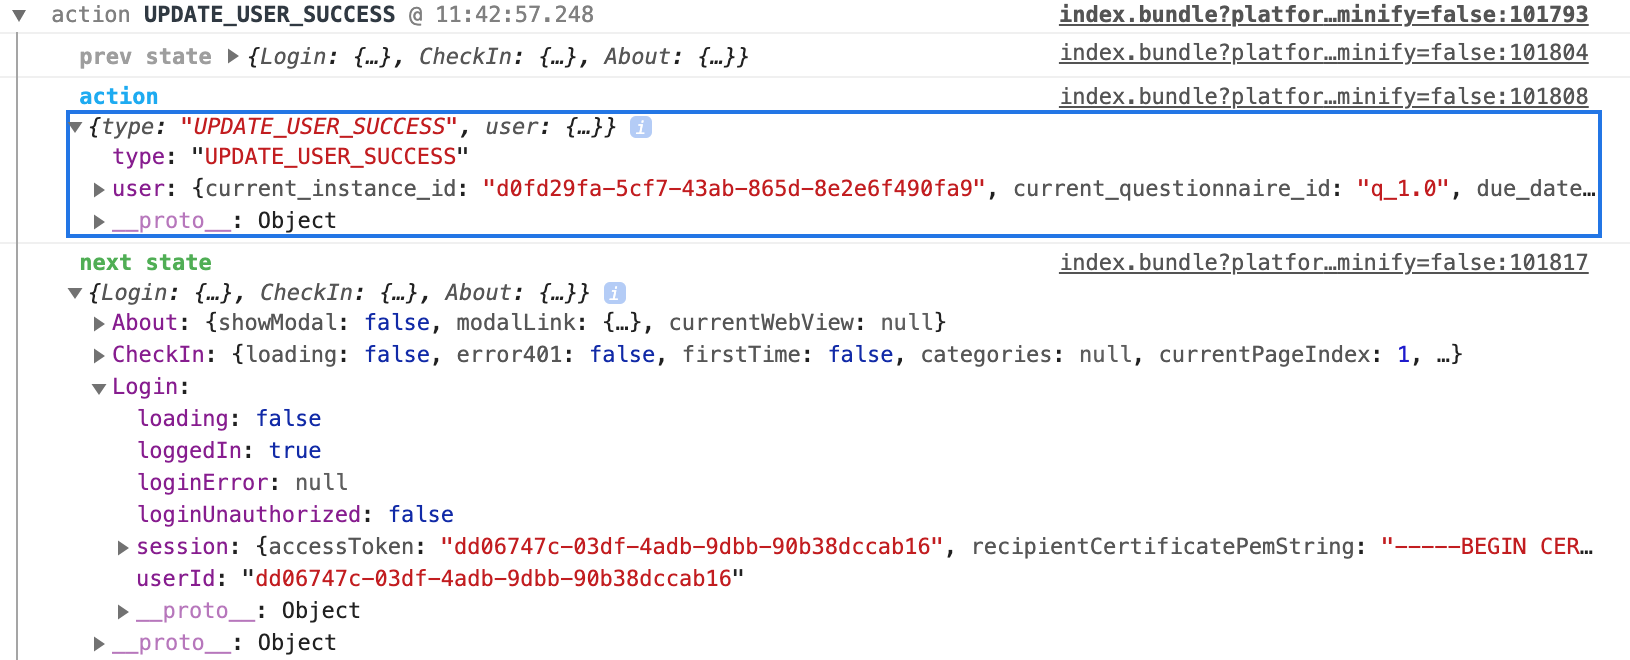 ▼ action UPDATE_USER_SUCCESS @ 11:42:57.248 index.bundle?platfor…minify=false:101793
prev state ▶ {Login: {…}, CheckIn: {…}, About: {…}} index.bundle?platfor…minify=false:101804
action index.bundle?platfor…minify=false:101808
▼ {type: "UPDATE_USER_SUCCESS", user: {…}} i
type: "UPDATE_USER_SUCCESS"
▶ user: {current_instance_id: "d0fd29fa-5cf7-43ab-865d-8e2e6f490fa9", current_questionnaire_id: "q_1.0", due_date…
▶ __proto__: Object
next state index.bundle?platfor…minify=false:101817
▼ {Login: {…}, CheckIn: {…}, About: {…}} i
▶ About: {showModal: false, modalLink: {…}, currentWebView: null}
▶ CheckIn: {loading: false, error401: false, firstTime: false, categories: null, currentPageIndex: 1, …}
▼ Login:
loading: false
loggedIn: true
loginError: null
loginUnauthorized: false
▶ session: {accessToken: "dd06747c-03df-4adb-9dbb-90b38dccab16", recipientCertificatePemString: "-----BEGIN CER…
userId: "dd06747c-03df-4adb-9dbb-90b38dccab16"
▶ __proto__: Object
▶ __proto__: Object